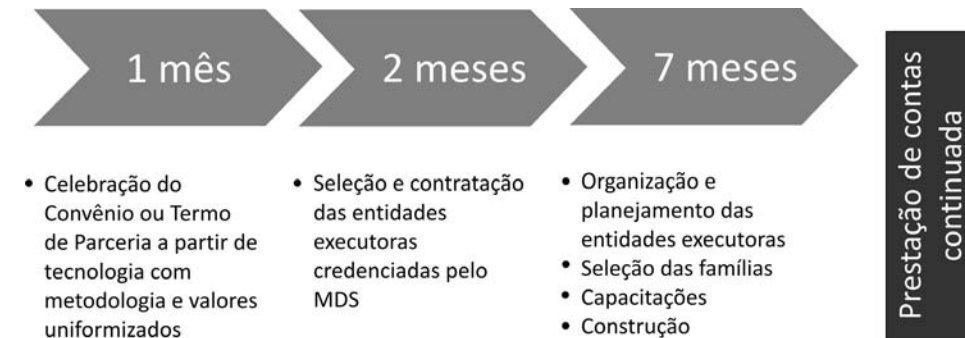 1 mês
2 meses
7 meses
• Celebração do
Convênio ou Termo
de Parceria a partir de
tecnologia com
metodologia e valores
uniformizados
• Seleção e contratação
das entidades
executoras
credenciadas pelo
MDS
• Organização e
planejamento das
entidades executoras
• Seleção das famílias
• Capacitações
• Construção
Prestação de contas
continuada